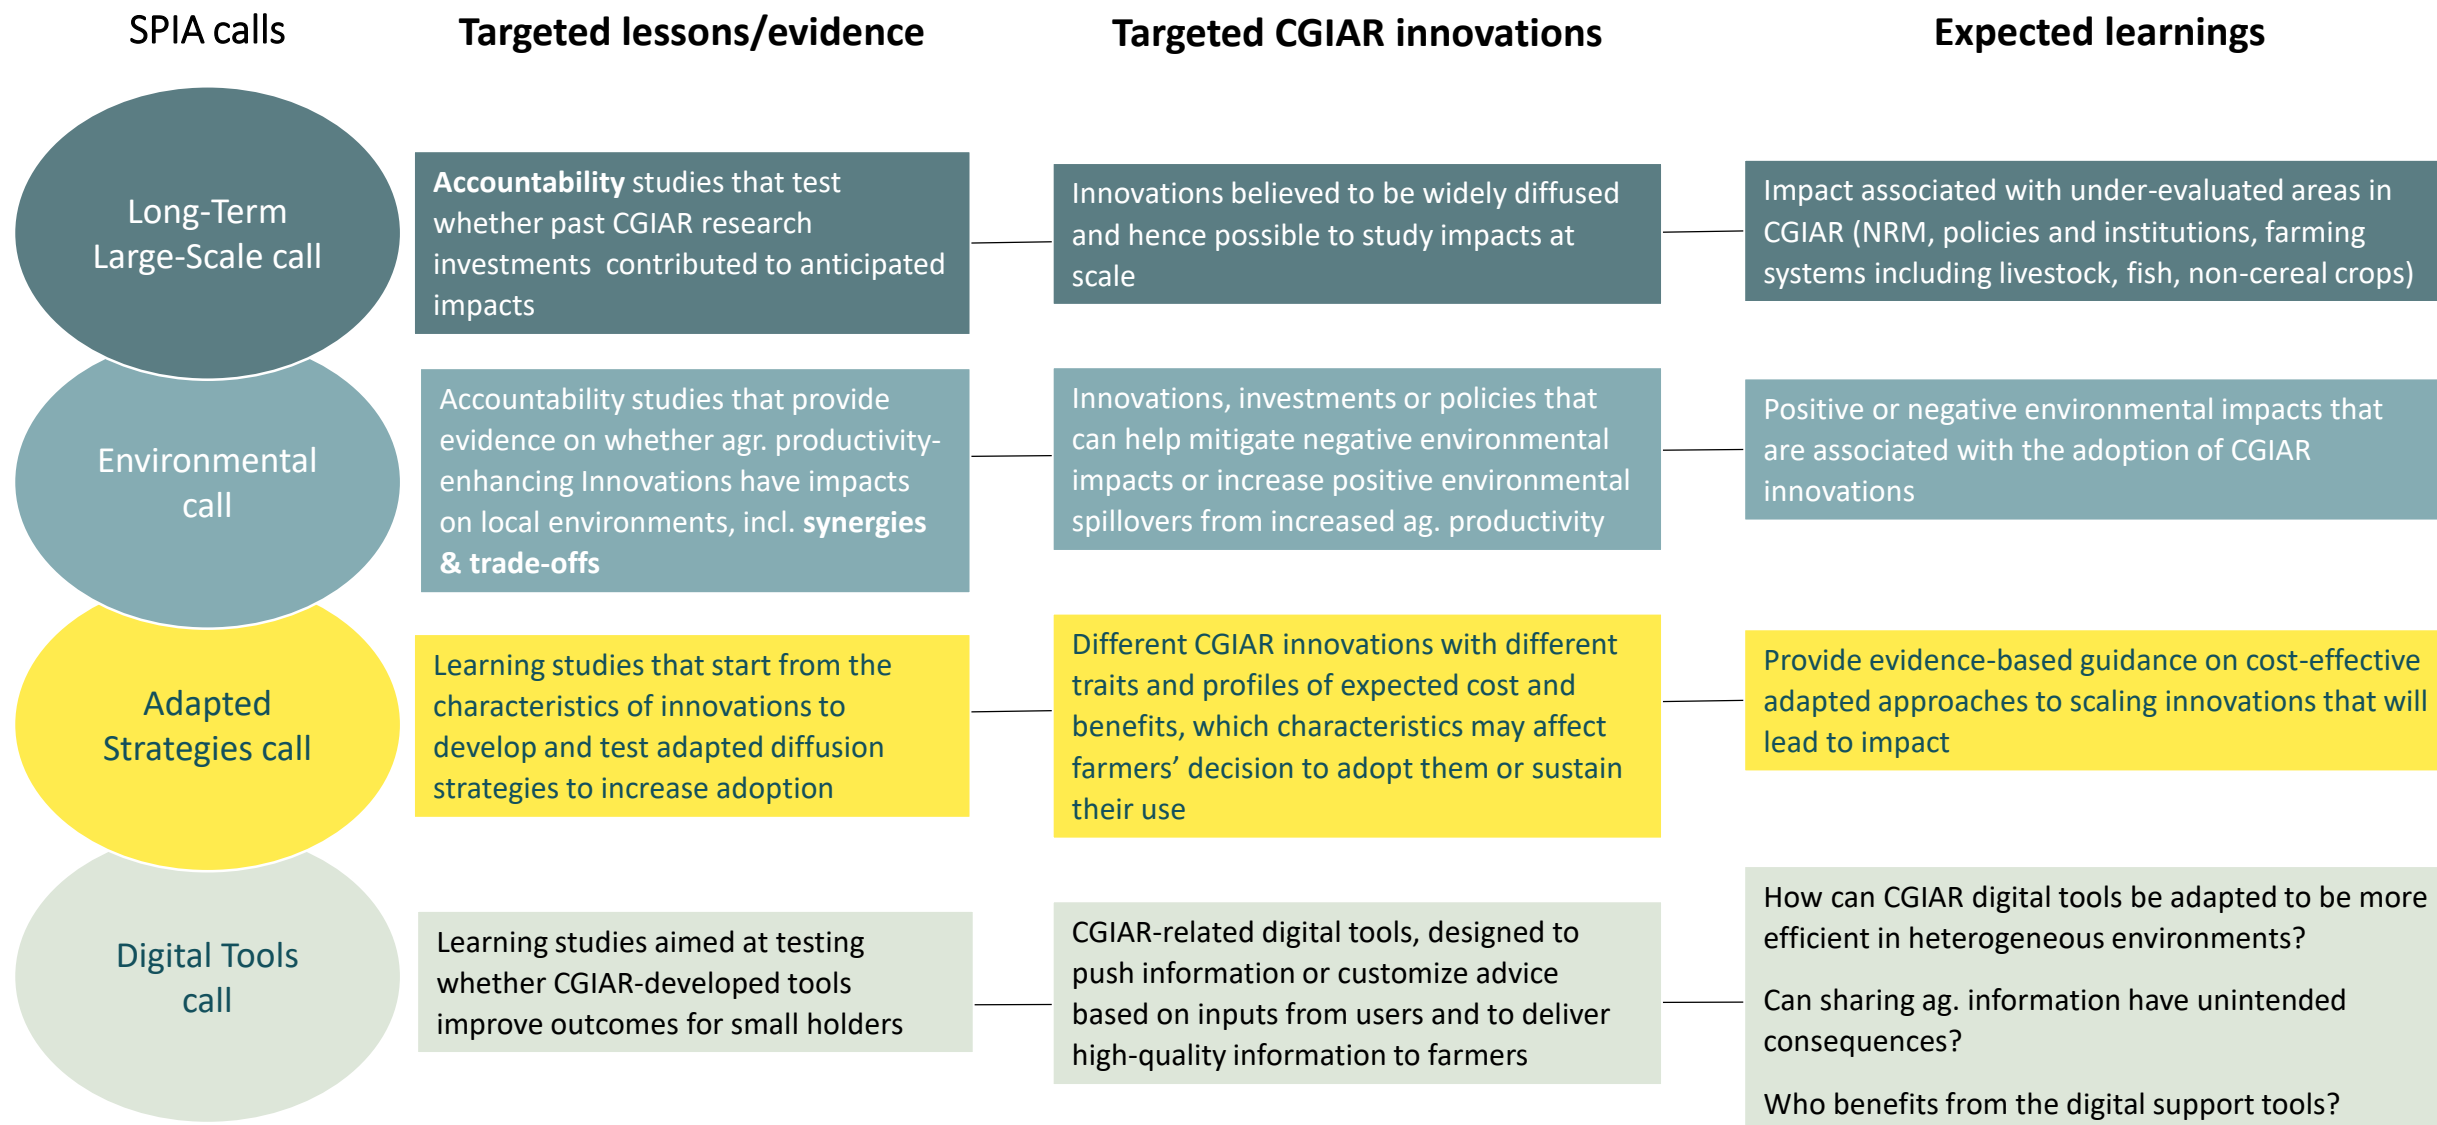 SPIA calls
Targeted lessons/evidence
Targeted CGIAR innovations
Expected learnings
Long-Term
Large-Scale call
Accountability studies that test
whether past CGIAR research
investments contributed to anticipated
impacts
Innovations believed to be widely diffused
and hence possible to study impacts at
scale
Impact associated with under-evaluated areas in
CGIAR (NRM, policies and institutions, farming
systems including livestock, fish, non-cereal crops)
Environmental
call
Accountability studies that provide
evidence on whether agr. productivity-
enhancing Innovations have impacts
on local environments, incl. synergies
& trade-offs
Innovations, investments or policies that
can help mitigate negative environmental
impacts or increase positive environmental
spillovers from increased ag. productivity
Positive or negative environmental impacts that
are associated with the adoption of CGIAR
innovations
Adapted
Strategies call
Learning studies that start from the
characteristics of innovations to
develop and test adapted diffusion
strategies to increase adoption
Different CGIAR innovations with different
traits and profiles of expected cost and
benefits, which characteristics may affect
farmers’ decision to adopt them or sustain
their use
Provide evidence-based guidance on cost-effective
adapted approaches to scaling innovations that will
lead to impact
Digital Tools
call
Learning studies aimed at testing
whether CGIAR-developed tools
improve outcomes for small holders
CGIAR-related digital tools, designed to
push information or customize advice
based on inputs from users and to deliver
high-quality information to farmers
How can CGIAR digital tools be adapted to be more
efficient in heterogeneous environments?
Can sharing ag. information have unintended
consequences?
Who benefits from the digital support tools?